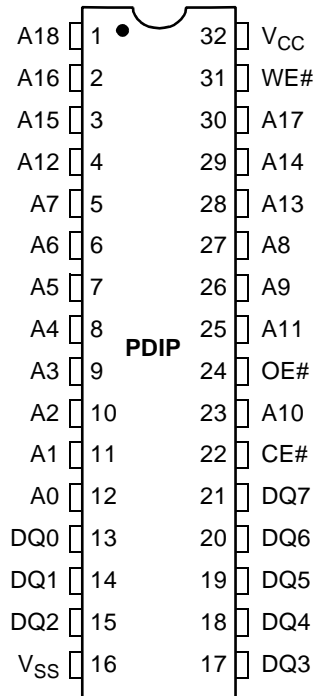 A18 1 32 VCC
A16 2 31 WE#
A15 3 30 A17
A12 4 29 A14
A7 5 28 A13
A6 6 27 A8
A5 7 26 A9
A4 8 25 A11
PDIP
A3 9 24 OE#
A2 10 23 A10
A1 11 22 CE#
A0 12 21 DQ7
DQ0 13 20 DQ6
DQ1 14 19 DQ5
DQ2 15 18 DQ4
VSS 16 17 DQ3